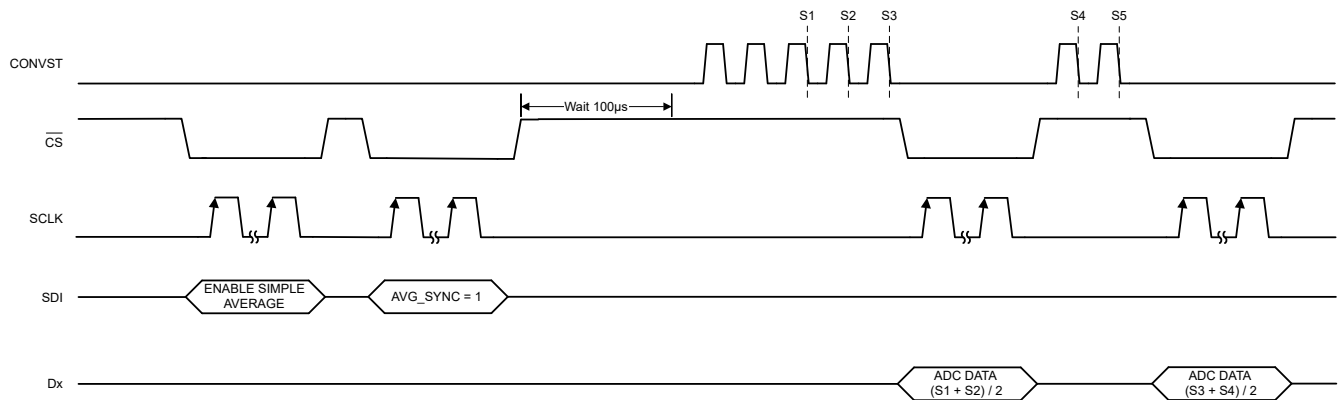 S1 S2 S3 S4 S5
CONVST
Wait 100μs
CS
SCLK
SDI
ENABLE SIMPLE
AVERAGE
AVG_SYNC = 1
Dx
ADC DATA
(S1 + S2) / 2
ADC DATA
(S3 + S4) / 2